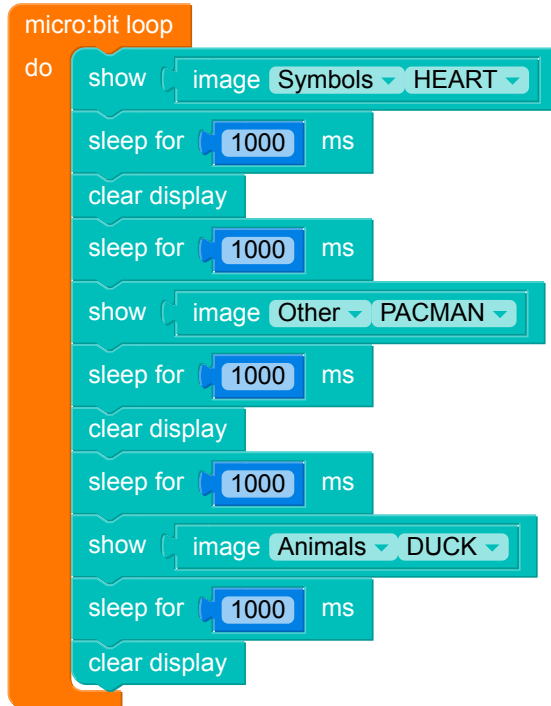 micro:bit loop
do show image Symbols HEART
sleep for 1000 ms
clear display
sleep for 1000 ms
show image Other PACMAN
sleep for 1000 ms
clear display
sleep for 1000 ms
show image Animals DUCK
sleep for 1000 ms
clear display